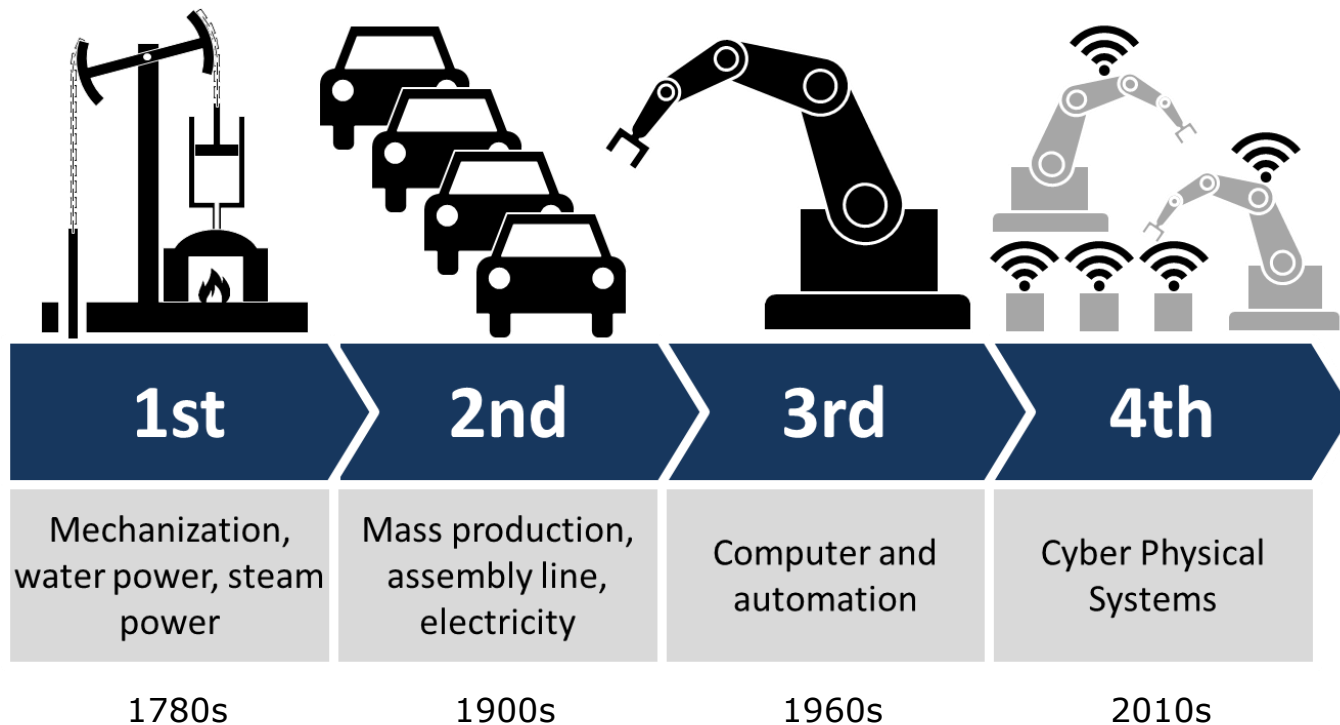 1st
2nd
3rd
4th
Mechanization,
water power, steam
power
Mass production,
assembly line,
electricity
Computer and
automation
Cyber Physical
Systems
1780s
1900s
1960s
2010s